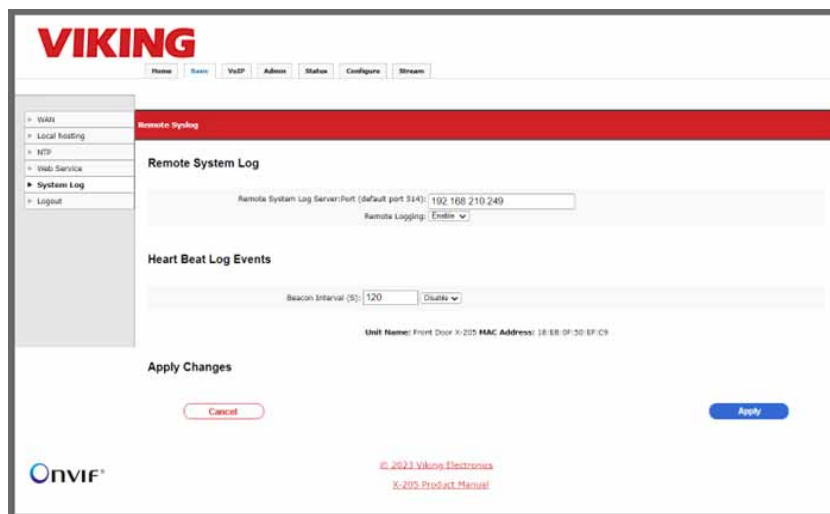 VIKING
Home Basic VoIP Admin Status Configure Stream
WAN
Local hosting
NTP
Web Service
System Log
Logout
Remote Syslog
Remote System Log
Remote System Log Server:Port (default port 514): 192.168.210.249
Remote Logging: Enable
Heart Beat Log Events
Beacon Interval (S): 120 Disable
Unit Name: Front Door X-205 MAC Address: 18:E8:0F:50:EF:C9
Apply Changes
Cancel Apply
ONVIF®
© 2023 Viking Electronics
X-205 Product Manual